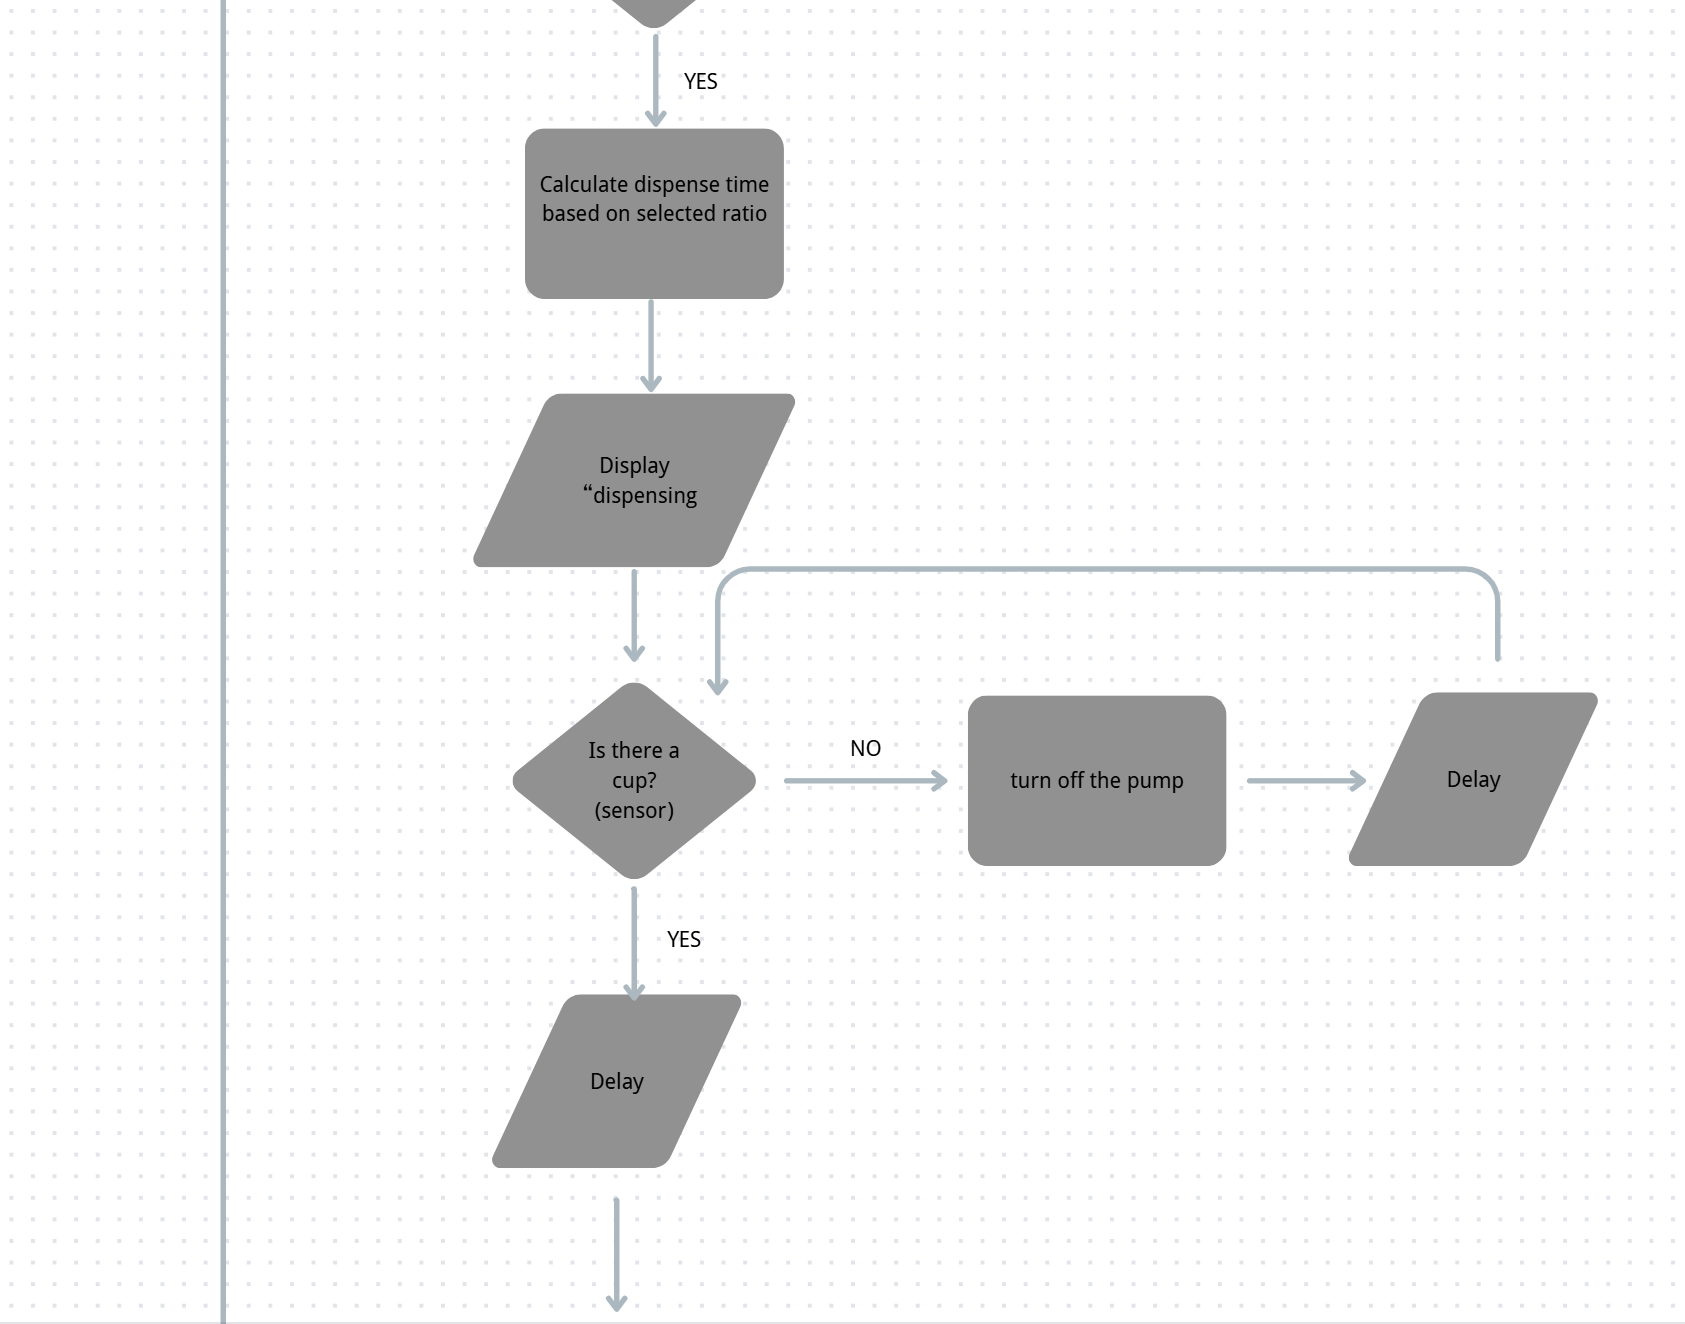 YES
Calculate dispense time
based on selected ratio
Display
“dispensing
Is there a
cup?
(sensor)
NO
turn off the pump
Delay
YES
Delay